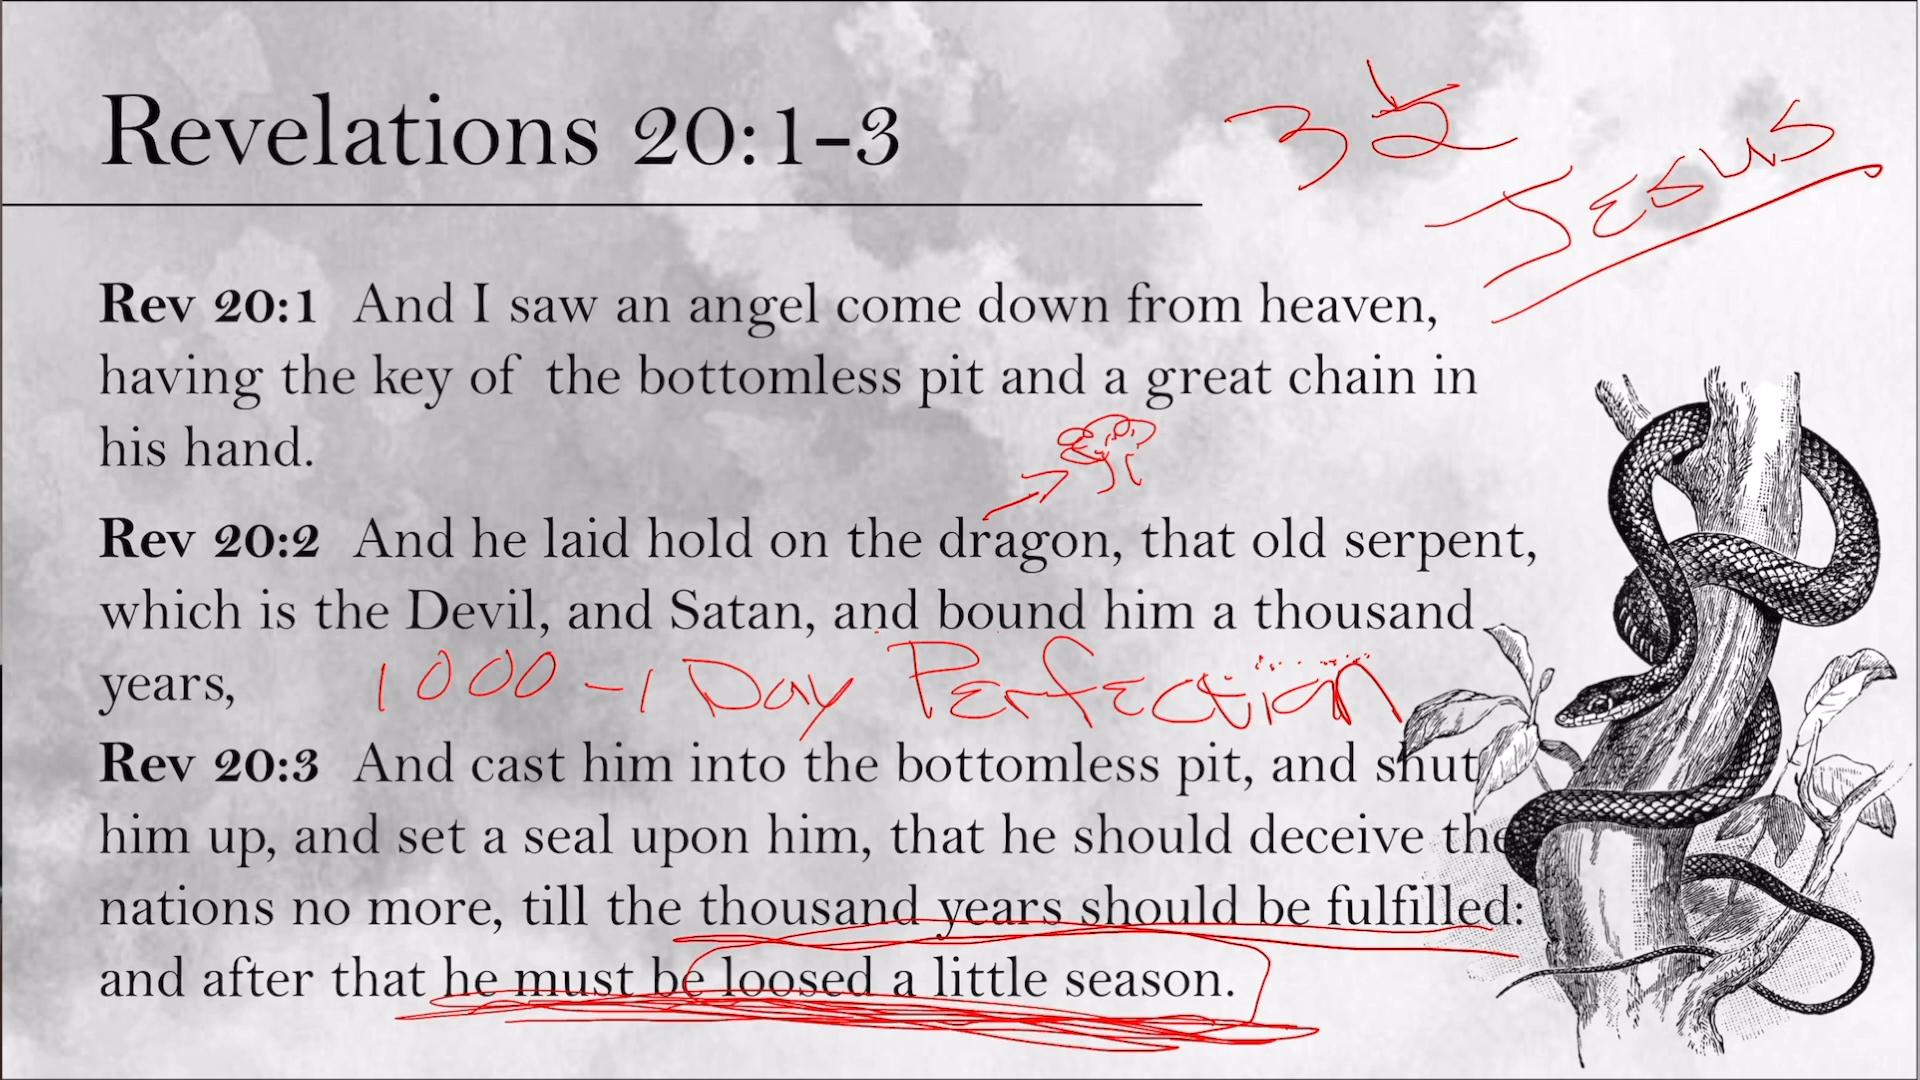 Revelations 20:1-3
3 1/2
Jesus
Rev 20:1 And I saw an angel come down from heaven,
having the key of the bottomless pit and a great chain in
his hand.
Rev 20:2 And he laid hold on the dragon, that old serpent,
which is the Devil, and Satan, and bound him a thousand
years,
1000 - 1 Day Perfection
Rev 20:3 And cast him into the bottomless pit, and shut
him up, and set a seal upon him, that he should deceive the
nations no more, till the thousand years should be fulfilled:
and after that he must be loosed a little season.